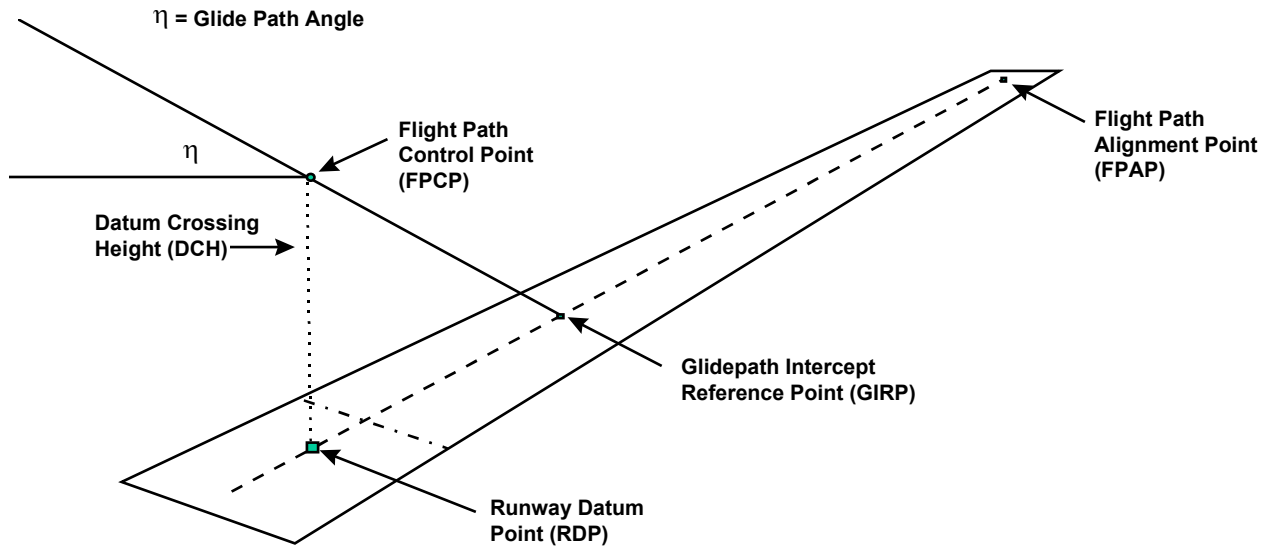 η = Glide Path Angle
Flight Path
Control Point
(FPCP)
Flight Path
Alignment Point
(FPAP)
η
Datum Crossing
Height (DCH)
Glidepath Intercept
Reference Point (GIRP)
Runway Datum
Point (RDP)